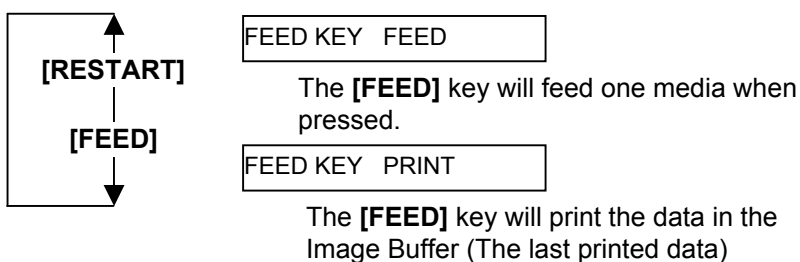 FEED KEY FEED
[RESTART]
The [FEED] key will feed one media when
pressed.
[FEED]
FEED KEY PRINT
The [FEED] key will print the data in the
Image Buffer (The last printed data)